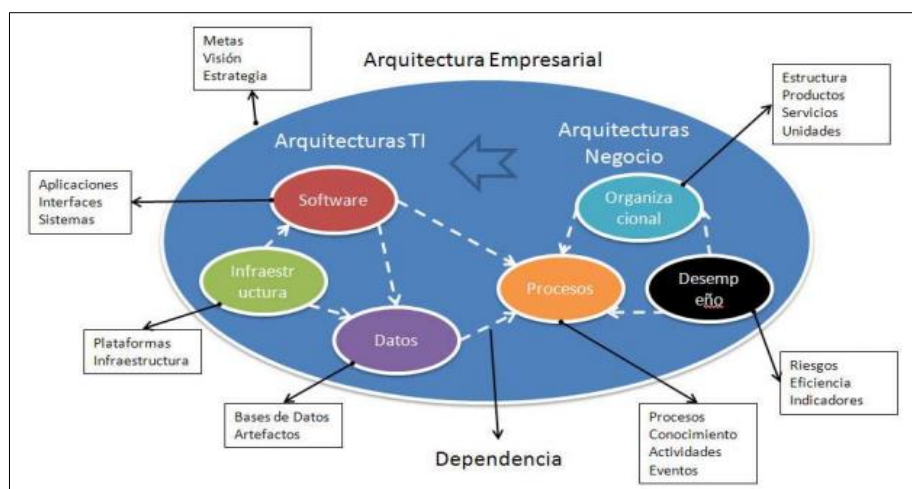 Metas
Visión
Estrategia
Arquitectura Empresarial
Estructura
Productos
Servicios
Unidades
Arquitecturas TI
Arquitecturas
Negocio
Aplicaciones
Interfaces
Sistemas
Software
Organiza
cional
Infraestr
uctura
Procesos
Desemp
eño
Datos
Plataformas
Infraestructura
Riesgos
Eficiencia
Indicadores
Bases de Datos
Artefactos
Dependencia
Procesos
Conocimiento
Actividades
Eventos